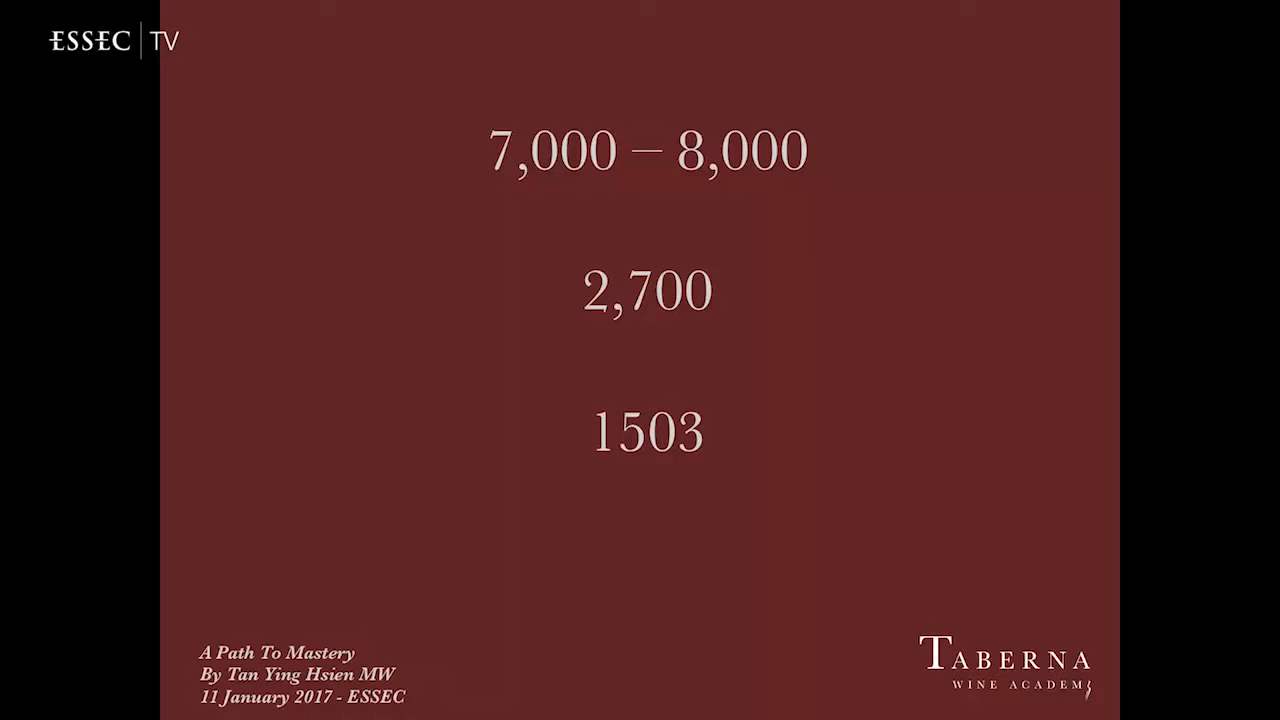 ESSEC | TV
7,000 – 8,000
2,700
1503
A Path To Mastery
By Tan Ying Hsien MW
11 January 2017 - ESSEC
TABERNA
WINE ACADEMY